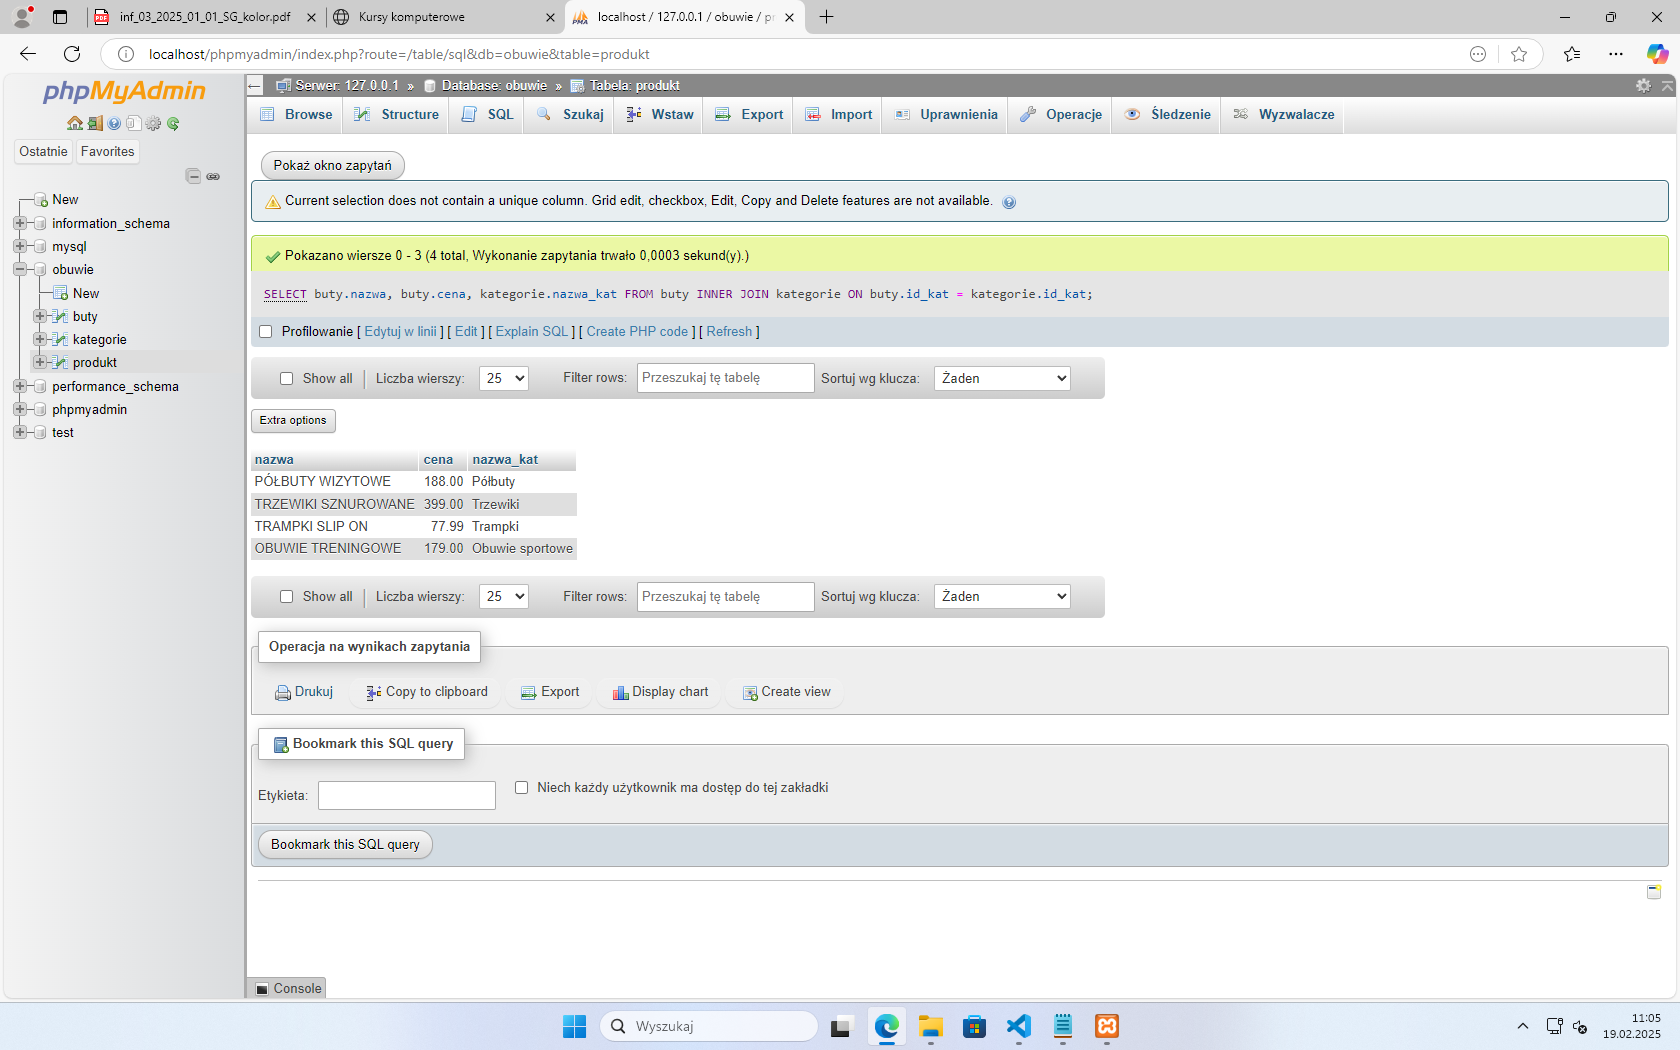 inf_03_2025_01_01_SG_kolor.pdf
Kursy komputerowe
localhost / 127.0.0.1 / obuwie / pr
localhost/phpmyadmin/index.php?route=/table/sql&db=obuwie&table=produkt
phpMyAdmin
Ostatnie Favorites
New
information_schema
mysql
obuwie
New
buty
kategorie
produkt
performance_schema
phpmyadmin
test
Serwer: 127.0.0.1 » Database: obuwie » Tabela: produkt
Browse Structure SQL Szukaj Wstaw Export Import Uprawnienia Operacje Śledzenie Wyzwalacze
Pokaż okno zapytań
Current selection does not contain a unique column. Grid edit, checkbox, Edit, Copy and Delete features are not available.
Pokazano wiersze 0 - 3 (4 total, Wykonanie zapytania trwało 0,0003 sekund(y).)
SELECT buty.nazwa, buty.cena, kategorie.nazwa_kat FROM buty INNER JOIN kategorie ON buty.id_kat = kategorie.id_kat;
Profilowanie [ Edytuj w linii ] [ Edit ] [ Explain SQL ] [ Create PHP code ] [ Refresh ]
Show all | Liczba wierszy: 25 Filter rows: Przeszukaj tę tabelę Sortuj wg klucza: Żaden
Extra options
nazwa cena nazwa_kat
PÓŁBUTY WIZYTOWE 188.00 Półbuty
TRZEWIKI SZNUROWANE 399.00 Trzewiki
TRAMPKI SLIP ON 77.99 Trampki
OBUWIE TRENINGOWE 179.00 Obuwie sportowe
Show all | Liczba wierszy: 25 Filter rows: Przeszukaj tę tabelę Sortuj wg klucza: Żaden
Operacja na wynikach zapytania
Drukuj Copy to clipboard Export Display chart Create view
Bookmark this SQL query
Etykieta: Niech każdy użytkownik ma dostęp do tej zakładki
Bookmark this SQL query
Console
Wyszukaj
11:05
19.02.2025